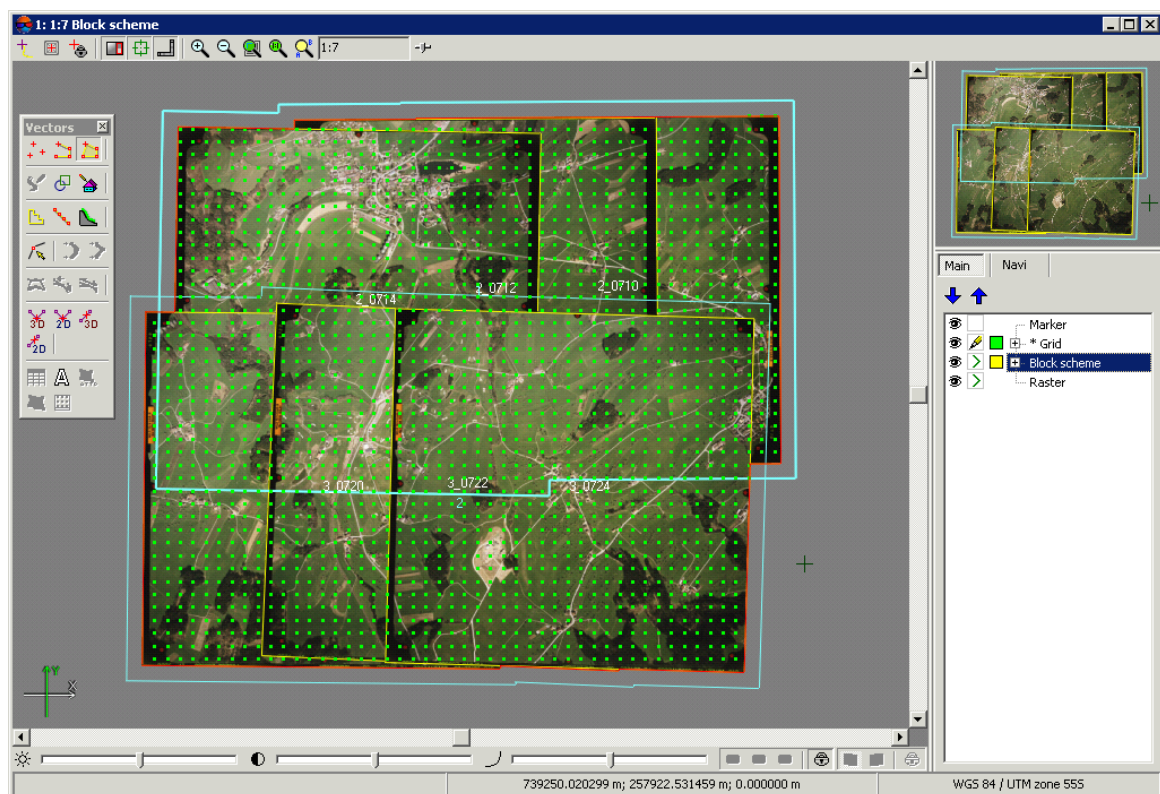 1: 1:7 Block scheme
1:7
Vectors
3D 2D 3D
2D
A
2_0714
2_0712
2_0710
3_0720
3_0722
3_0724
2
Y
X
Main Navi
Marker
* Grid
Block scheme
Raster
739250.020299 m; 257922.531459 m; 0.000000 m
WGS 84 / UTM zone 55S